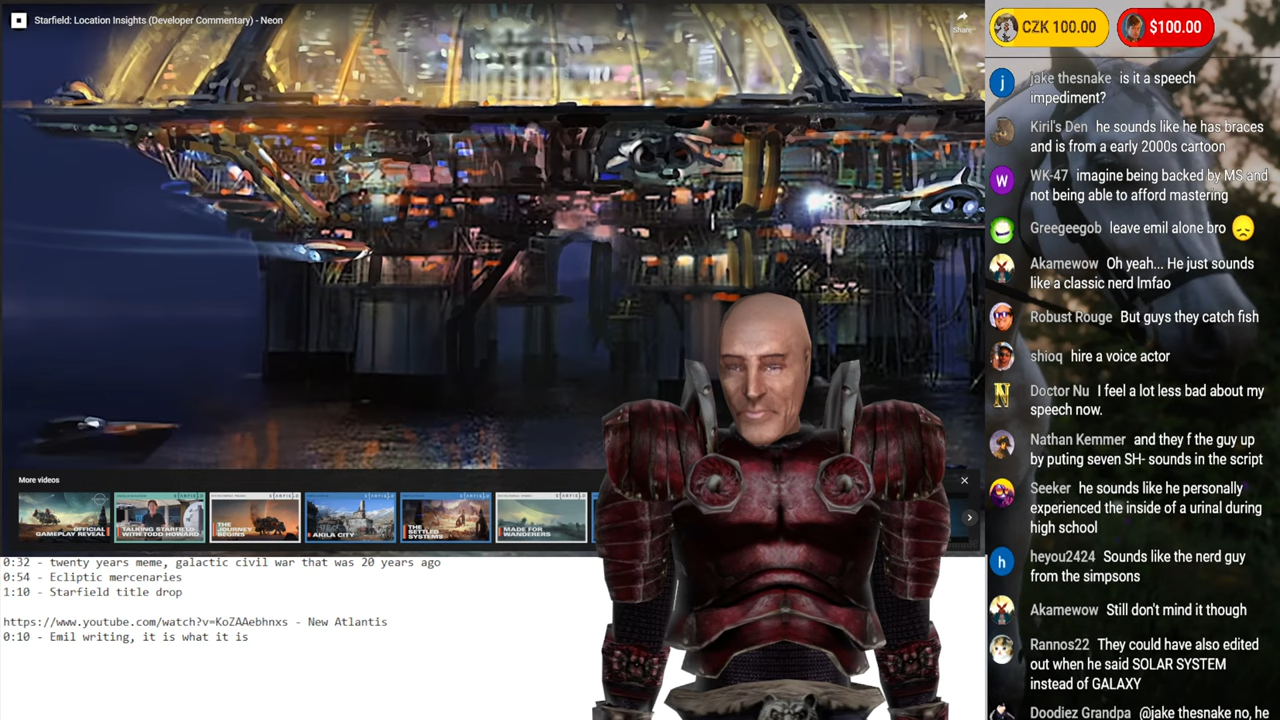 Starfield: Location Insights (Developer Commentary) - Neon
Share
CZK 100.00
$100.00
jake thesnake is it a speech
impediment?
Kiril's Den he sounds like he has braces
and is from a early 2000s cartoon
WK-47 imagine being backed by MS and
not being able to afford mastering
Greegeegob leave emil alone bro
Akamewow Oh yeah... He just sounds
like a classic nerd lmfao
Robust Rouge But guys they catch fish
shioq hire a voice actor
Doctor Nu I feel a lot less bad about my
speech now.
Nathan Kemmer and they f the guy up
by puting seven SH- sounds in the script
Seeker he sounds like he personally
experienced the inside of a urinal during
high school
heyou2424 Sounds like the nerd guy
from the simpsons
Akamewow Still don't mind it though
Rannos22 They could have also edited
out when he said SOLAR SYSTEM
instead of GALAXY
Doodiez Grandpa @jake thesnake no, he
More videos
OFFICIAL
GAMEPLAY REVEAL
TALKING STARFIELD
WITH TODD HOWARD
THE
JOURNEY
BEGINS
AKILA CITY
THE
SETTLED
SYSTEMS
MADE FOR
WANDERERS
0:32 - twenty years meme, galactic civil war that was 20 years ago
0:54 - Ecliptic mercenaries
1:10 - Starfield title drop
https://www.youtube.com/watch?v=KoZAAebhnxs - New Atlantis
0:10 - Emil writing, it is what it is